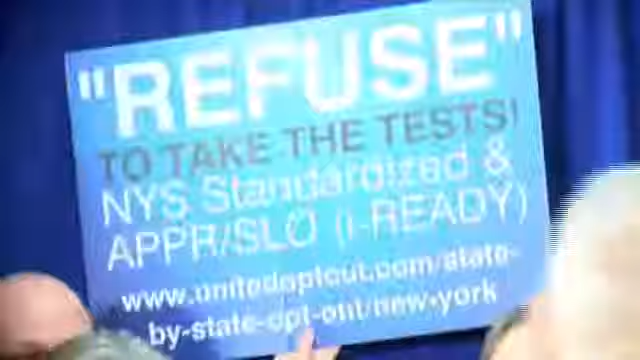 "REFUSE"
TO TAKE THE TESTS!
NYS Standardized &
APPR/SLO (i-READY)
www.unitedoptout.com/state-
by-state-opt-out/new-york